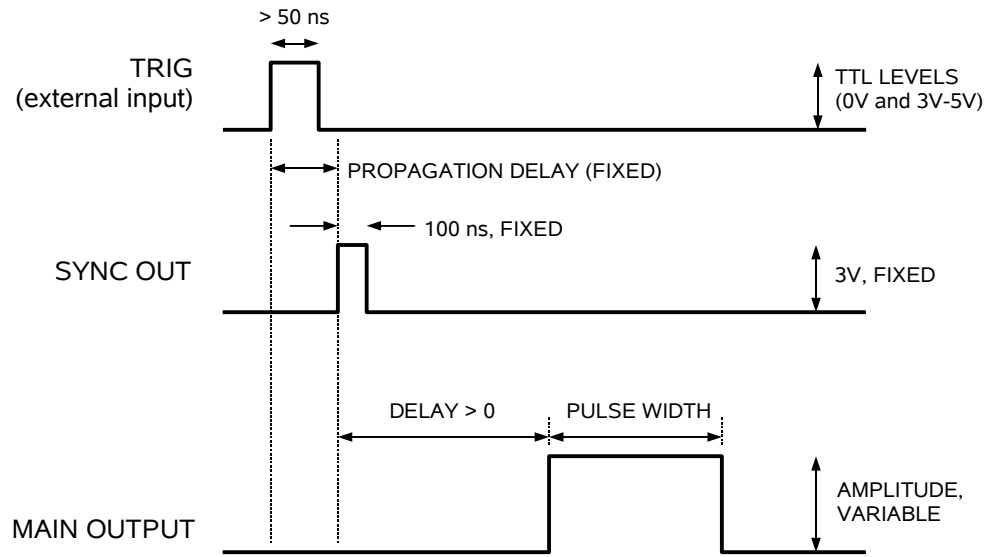 > 50 ns
TRIG
(external input)
TTL LEVELS
(0V and 3V-5V)
PROPAGATION DELAY (FIXED)
100 ns, FIXED
SYNC OUT
3V, FIXED
DELAY > 0
PULSE WIDTH
AMPLITUDE,
VARIABLE
MAIN OUTPUT